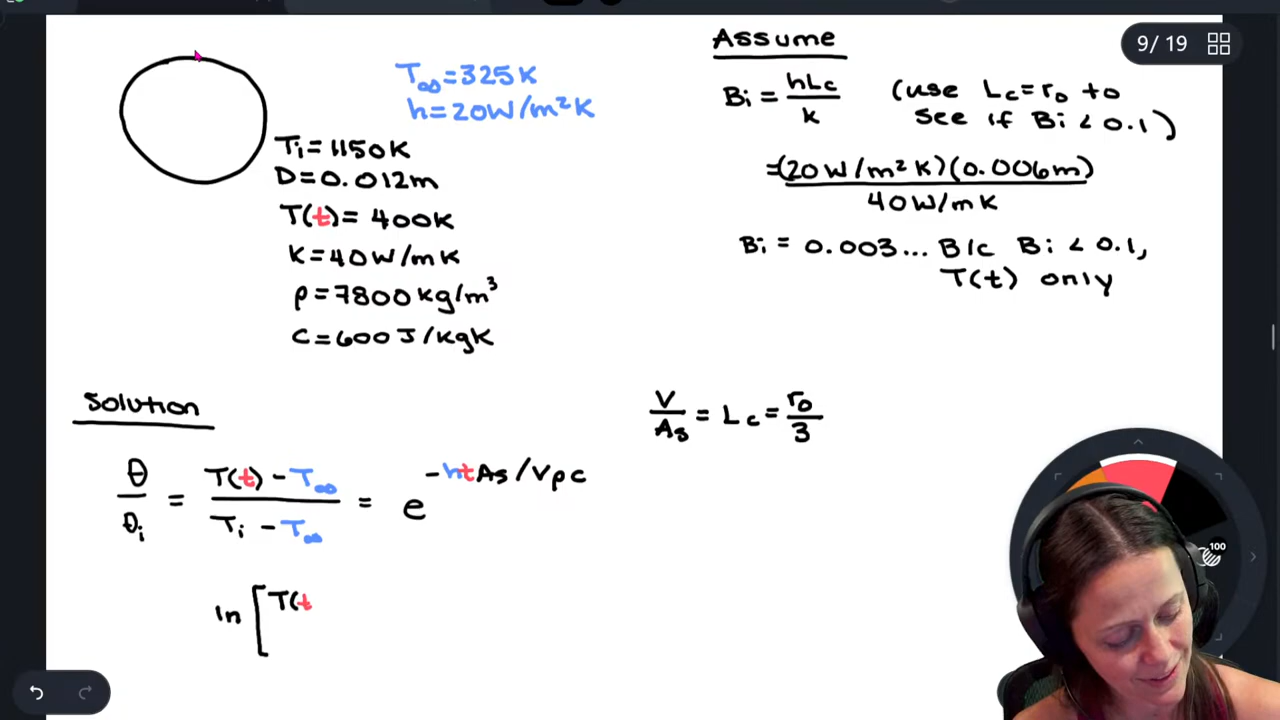 9/ 19
T∞=325K
h=20W/m²K
Ti=1150K
D=0.012m
T(t)=400K
K=40W/mK
ρ=7800kg/m³
C=600J/kgK
Assume
Bi = hLc/k (use Lc=ro to
see if Bi < 0.1)
=(20W/m²K)(0.006m)
40W/mK
Bi = 0.003... B/c Bi < 0.1,
T(t) only
Solution
V/As = Lc = ro/3
θ/θi = T(t)-T∞/Ti-T∞ = e^-htAs/Vρc
ln[T(t
100